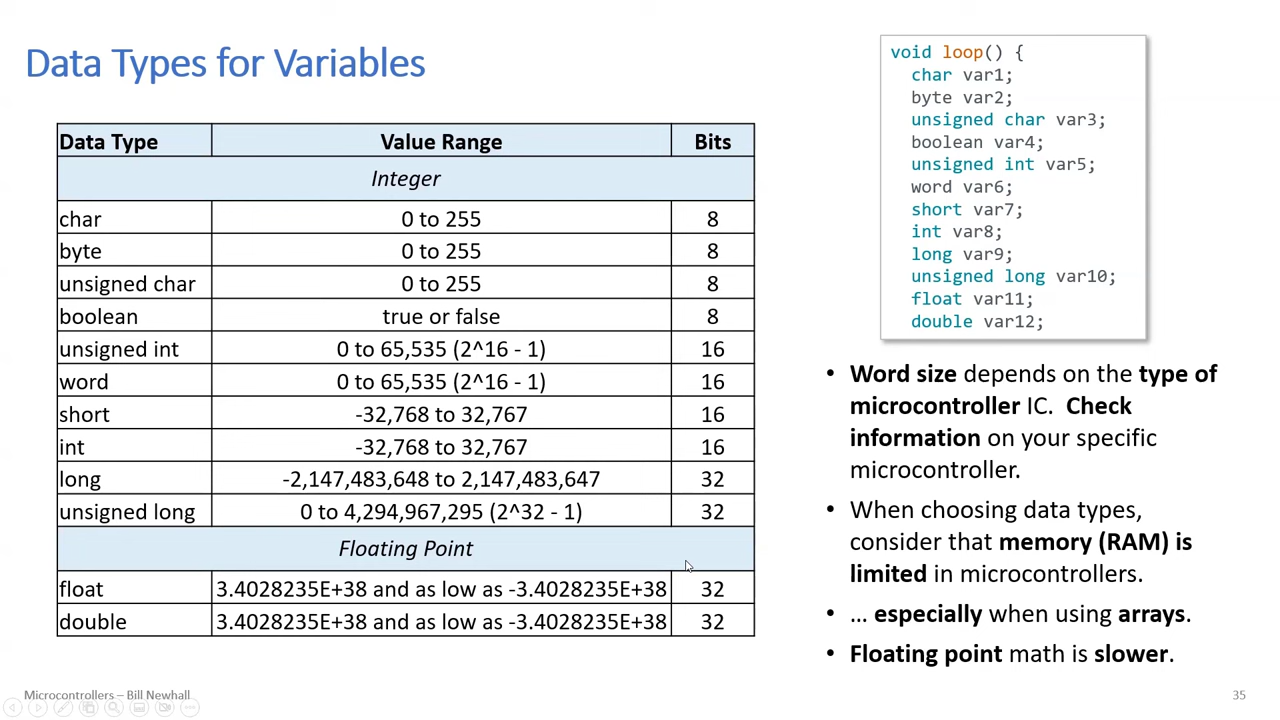 Data Types for Variables
Data Type Value Range Bits
Integer
char 0 to 255 8
byte 0 to 255 8
unsigned char 0 to 255 8
boolean true or false 8
unsigned int 0 to 65,535 (2^16 - 1) 16
word 0 to 65,535 (2^16 - 1) 16
short -32,768 to 32,767 16
int -32,768 to 32,767 16
long -2,147,483,648 to 2,147,483,647 32
unsigned long 0 to 4,294,967,295 (2^32 - 1) 32
Floating Point
float 3.4028235E+38 and as low as -3.4028235E+38 32
double 3.4028235E+38 and as low as -3.4028235E+38 32
void loop() {
char var1;
byte var2;
unsigned char var3;
boolean var4;
unsigned int var5;
word var6;
short var7;
int var8;
long var9;
unsigned long var10;
float var11;
double var12;
• Word size depends on the type of
microcontroller IC. Check
information on your specific
microcontroller.
• When choosing data types,
consider that memory (RAM) is
limited in microcontrollers.
• … especially when using arrays.
• Floating point math is slower.
Microcontrollers – Bill Newhall
35